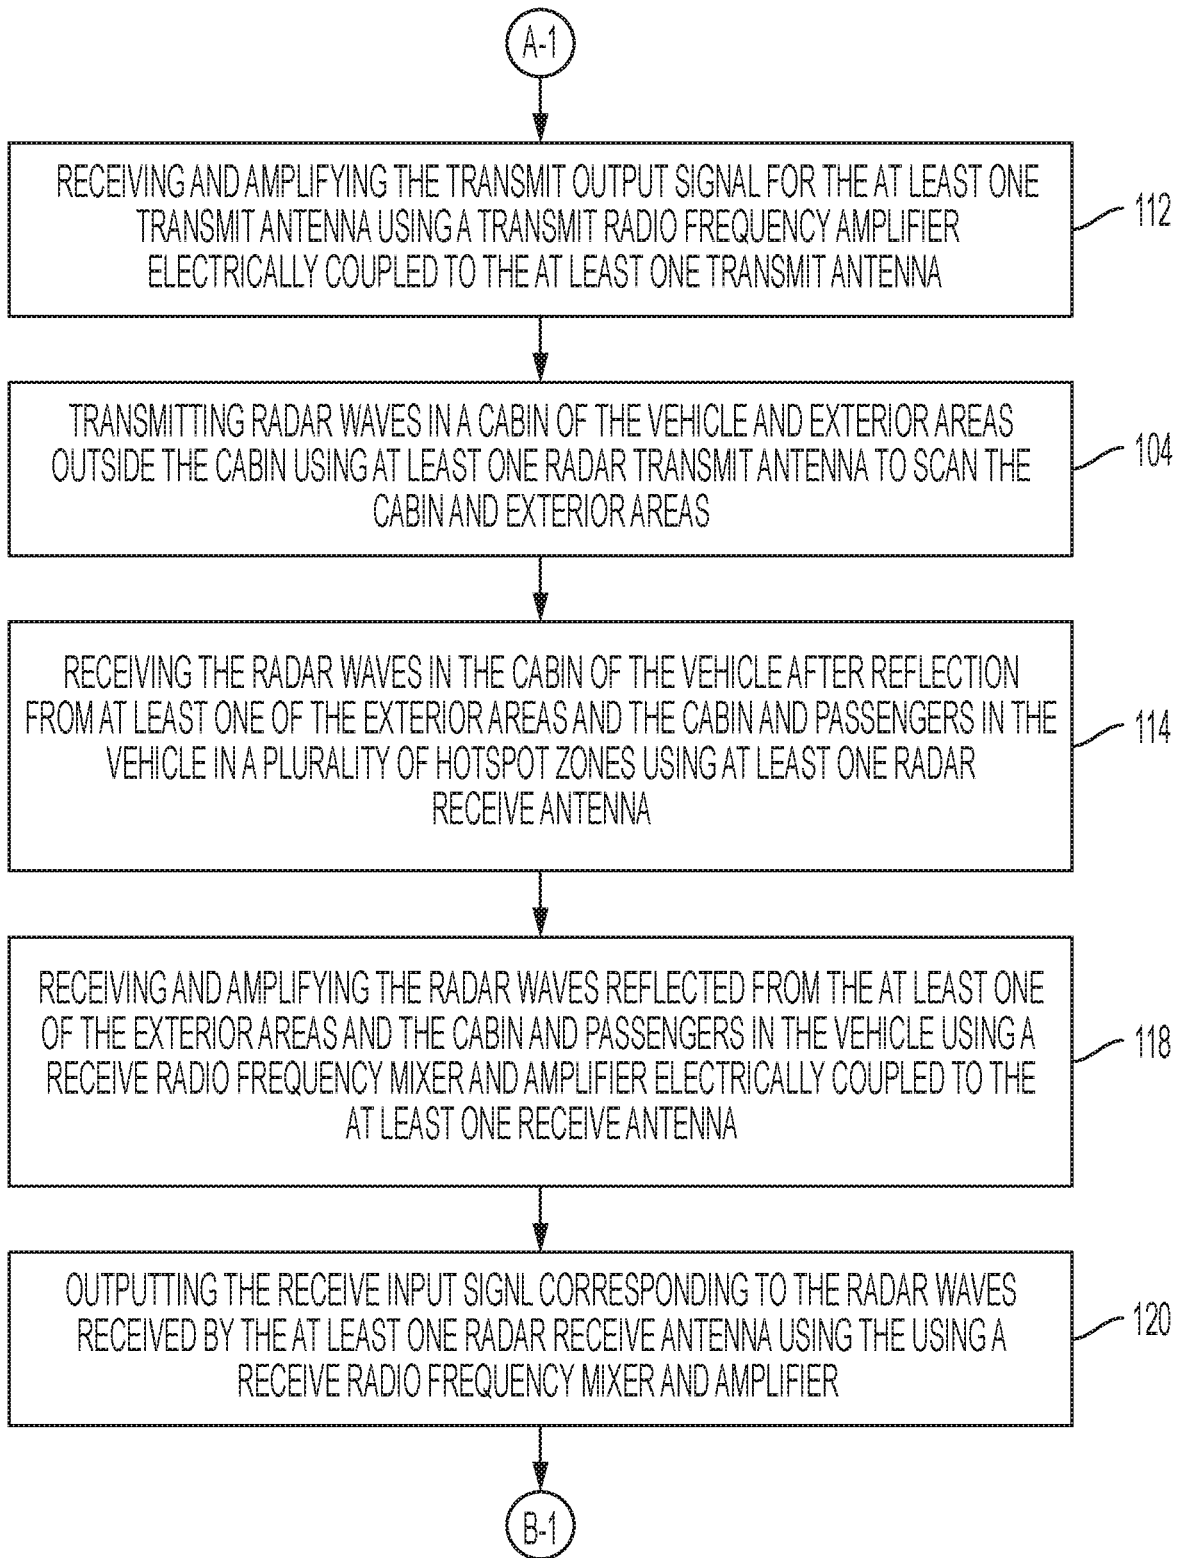 A-1
RECEIVING AND AMPLIFYING THE TRANSMIT OUTPUT SIGNAL FOR THE AT LEAST ONE
TRANSMIT ANTENNA USING A TRANSMIT RADIO FREQUENCY AMPLIFIER
ELECTRICALLY COUPLED TO THE AT LEAST ONE TRANSMIT ANTENNA
112
TRANSMITTING RADAR WAVES IN A CABIN OF THE VEHICLE AND EXTERIOR AREAS
OUTSIDE THE CABIN USING AT LEAST ONE RADAR TRANSMIT ANTENNA TO SCAN THE
CABIN AND EXTERIOR AREAS
104
RECEIVING THE RADAR WAVES IN THE CABIN OF THE VEHICLE AFTER REFLECTION
FROM AT LEAST ONE OF THE EXTERIOR AREAS AND THE CABIN AND PASSENGERS IN THE
VEHICLE IN A PLURALITY OF HOTSPOT ZONES USING AT LEAST ONE RADAR
RECEIVE ANTENNA
114
RECEIVING AND AMPLIFYING THE RADAR WAVES REFLECTED FROM THE AT LEAST ONE
OF THE EXTERIOR AREAS AND THE CABIN AND PASSENGERS IN THE VEHICLE USING A
RECEIVE RADIO FREQUENCY MIXER AND AMPLIFIER ELECTRICALLY COUPLED TO THE
AT LEAST ONE RECEIVE ANTENNA
118
OUTPUTTING THE RECEIVE INPUT SIGNL CORRESPONDING TO THE RADAR WAVES
RECEIVED BY THE AT LEAST ONE RADAR RECEIVE ANTENNA USING THE USING A
RECEIVE RADIO FREQUENCY MIXER AND AMPLIFIER
120
B-1